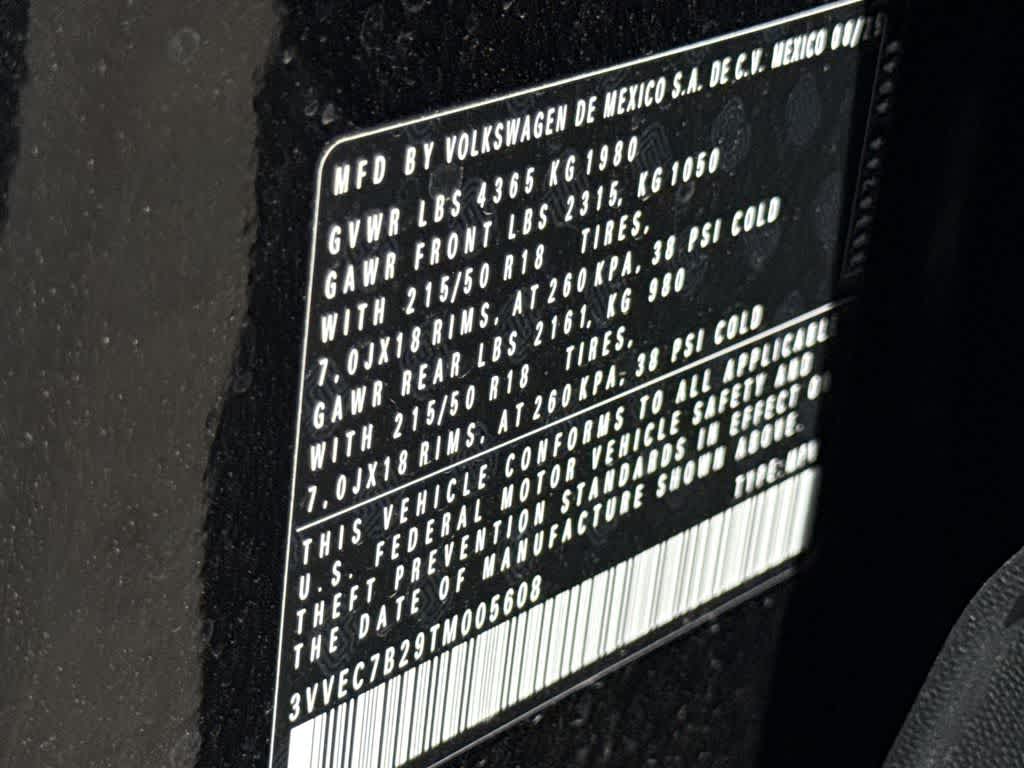 MFD BY VOLKSWAGEN DE MEXICO S.A. DE C.V. MEXICO
GVWR LBS 4365 KG 1980
GAWR FRONT LBS 2315, KG 1050
WITH 215/50 R18 TIRES,
7,0JX18 RIMS, AT 260 KPA, 38 PSI COLD
GAWR REAR LBS 2161, KG 980
WITH 215/50 R18 TIRES,
7,0JX18 RIMS, AT 260 KPA, 38 PSI COLD
THIS VEHICLE CONFORMS TO ALL APPLICABLE
U.S. FEDERAL MOTOR VEHICLE SAFETY AND
THEFT PREVENTION STANDARDS IN EFFECT
THE DATE OF MANUFACTURE SHOWN ABOVE.
3VVEC7B29TM005608 TYPE: